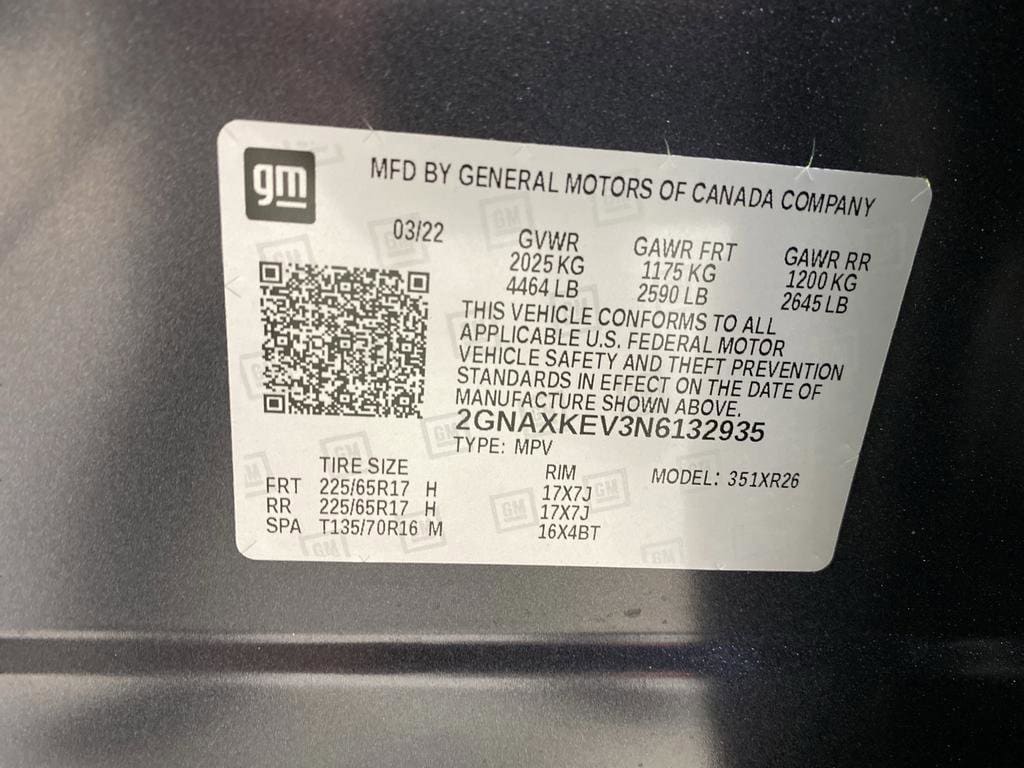 gm
MFD BY GENERAL MOTORS OF CANADA COMPANY
03/22
GVWR GAWR FRT GAWR RR
2025 KG 1175 KG 1200 KG
4464 LB 2590 LB 2645 LB
THIS VEHICLE CONFORMS TO ALL
APPLICABLE U.S. FEDERAL MOTOR
VEHICLE SAFETY AND THEFT PREVENTION
STANDARDS IN EFFECT ON THE DATE OF
MANUFACTURE SHOWN ABOVE.
2GNAXKEV3N6132935
TYPE: MPV
TIRE SIZE RIM MODEL: 351XR26
FRT 225/65R17 H 17X7J
RR 225/65R17 H 17X7J
SPA T135/70R16 M 16X4BT